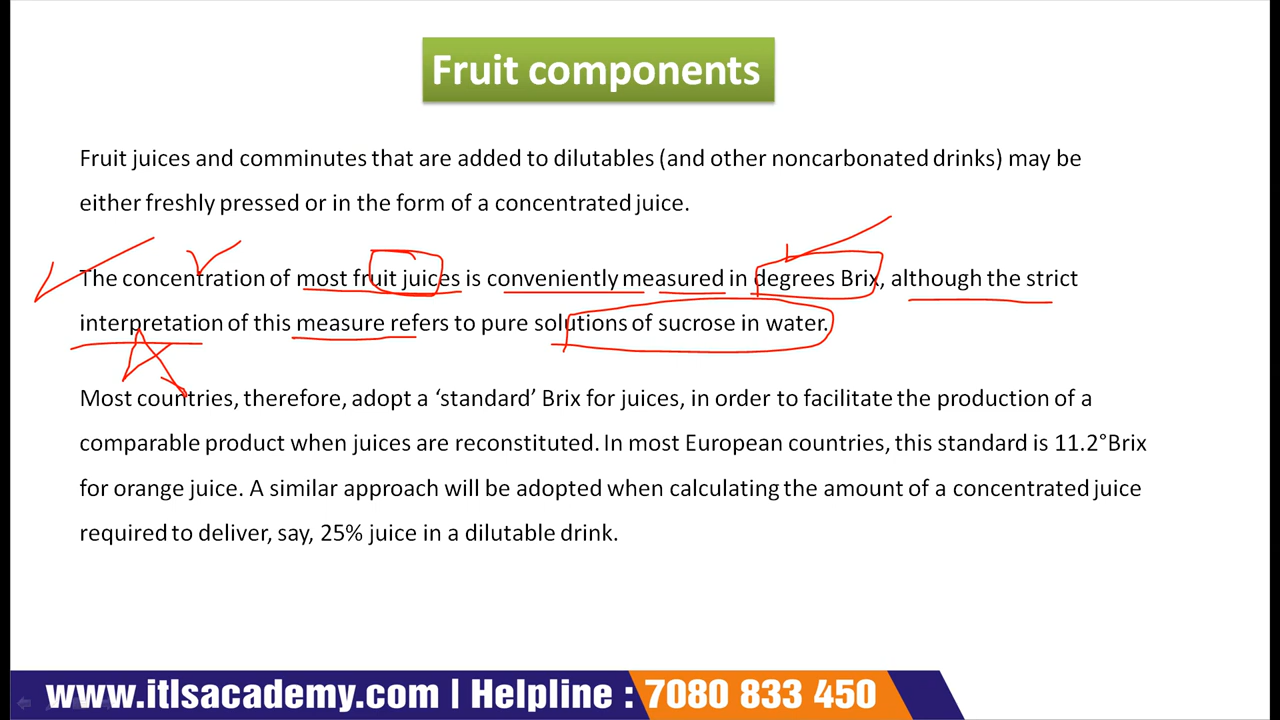 Fruit components
Fruit juices and comminutes that are added to dilutables (and other noncarbonated drinks) may be
either freshly pressed or in the form of a concentrated juice.
The concentration of most fruit juices is conveniently measured in degrees Brix, although the strict
interpretation of this measure refers to pure solutions of sucrose in water.
Most countries, therefore, adopt a ‘standard’ Brix for juices, in order to facilitate the production of a
comparable product when juices are reconstituted. In most European countries, this standard is 11.2°Brix
for orange juice. A similar approach will be adopted when calculating the amount of a concentrated juice
required to deliver, say, 25% juice in a dilutable drink.
www.itlsacademy.com | Helpline : 7080 833 450